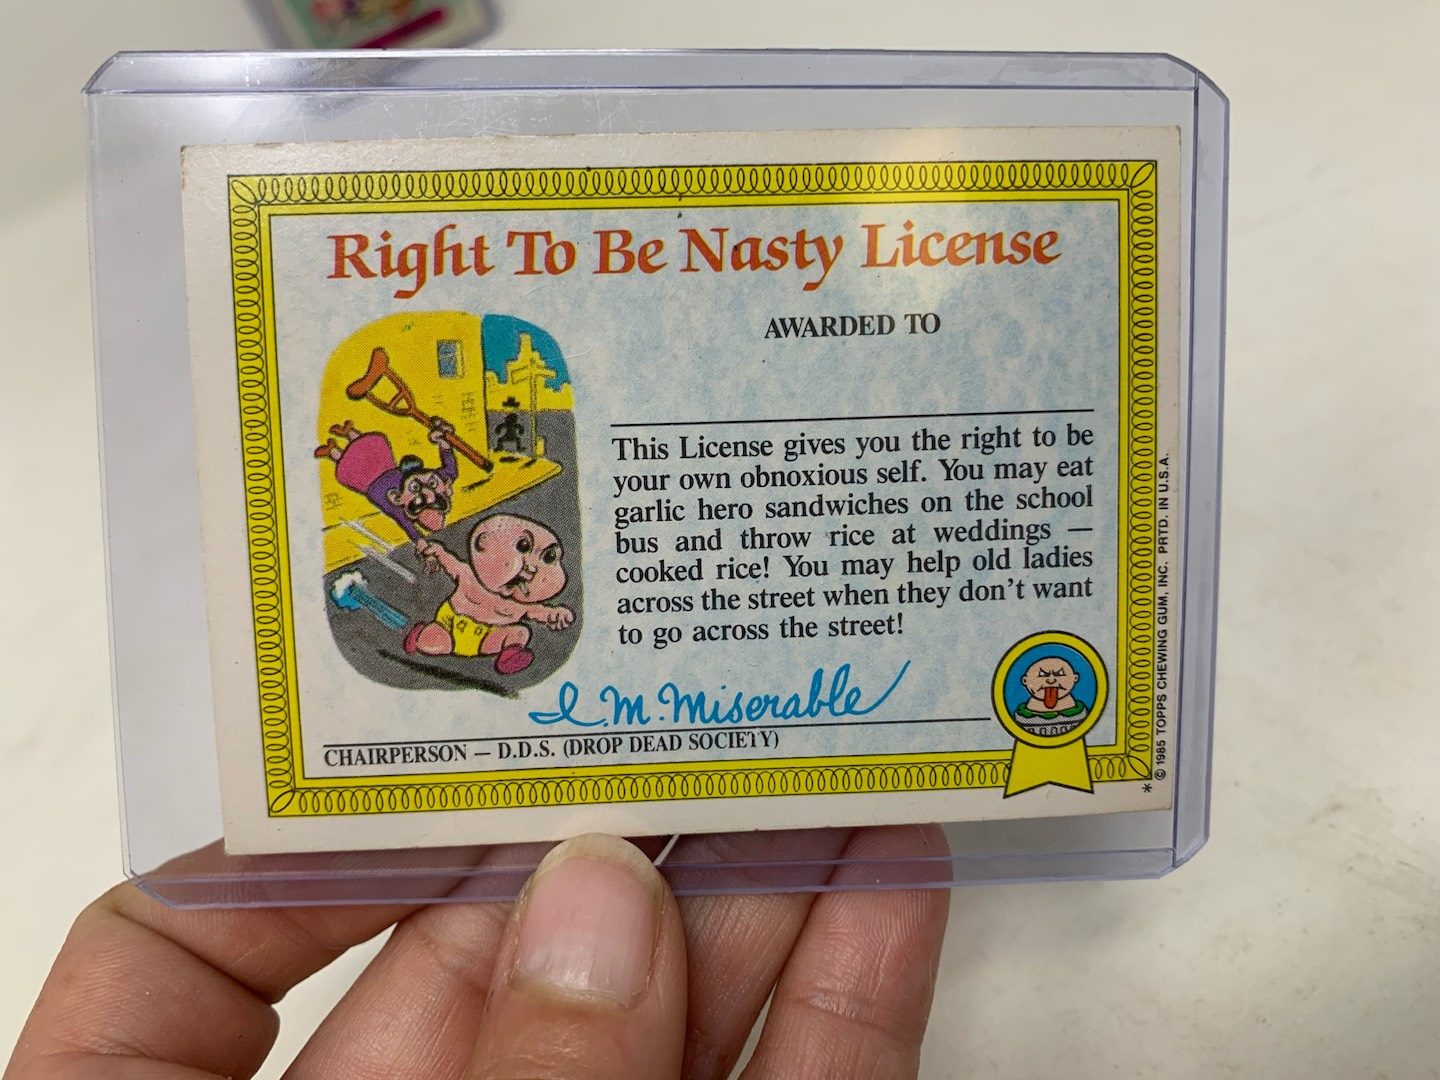 Right To Be Nasty License
AWARDED TO
This License gives you the right to be
your own obnoxious self. You may eat
garlic hero sandwiches on the school
bus and throw rice at weddings —
cooked rice! You may help old ladies
across the street when they don't want
to go across the street!
I. M. Miserable
CHAIRPERSON — D.D.S. (DROP DEAD SOCIETY)
© 1985 TOPPS CHEWING GUM, INC. PRTD. IN U.S.A.
*